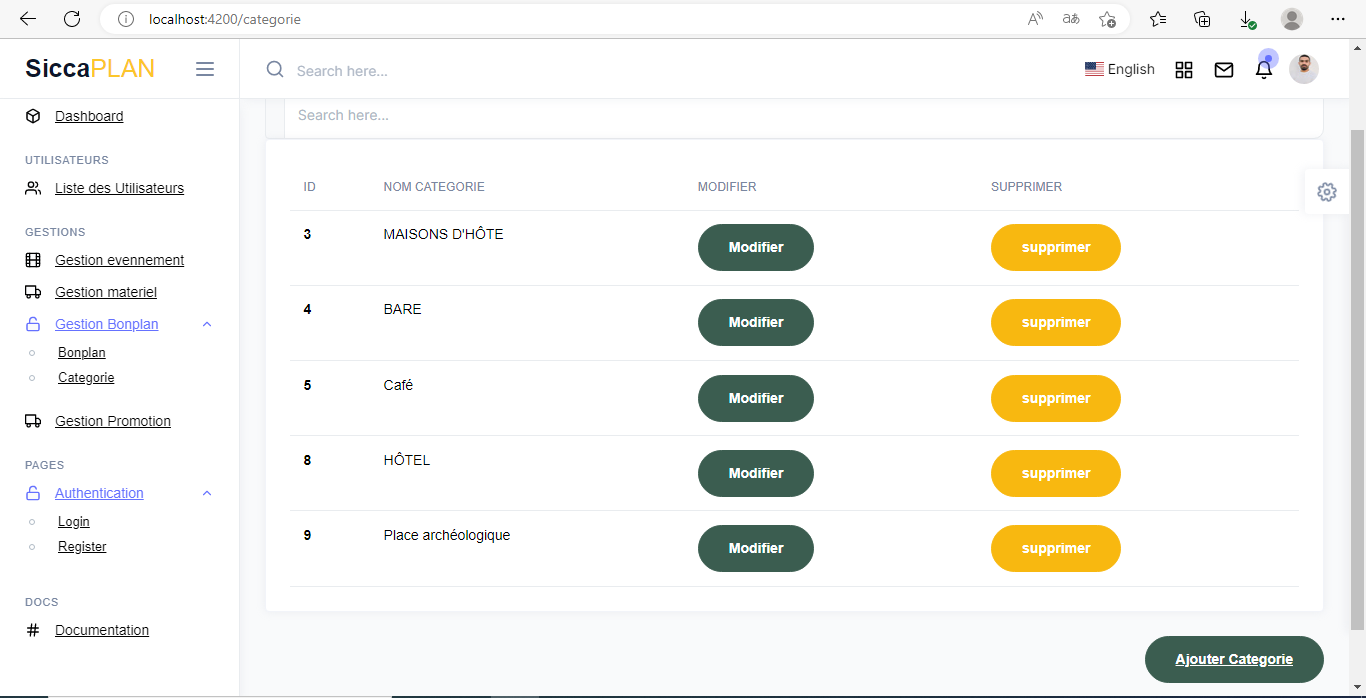 localhost:4200/categorie
SiccaPLAN
Search here...
English
Dashboard
UTILISATEURS
Liste des Utilisateurs
GESTIONS
Gestion evennement
Gestion materiel
Gestion Bonplan
Bonplan
Categorie
Gestion Promotion
PAGES
Authentication
Login
Register
DOCS
# Documentation
Search here...
ID NOM CATEGORIE MODIFIER SUPPRIMER
3 MAISONS D'HÔTE Modifier supprimer
4 BARE Modifier supprimer
5 Café Modifier supprimer
8 HÔTEL Modifier supprimer
9 Place archéologique Modifier supprimer
Ajouter Categorie